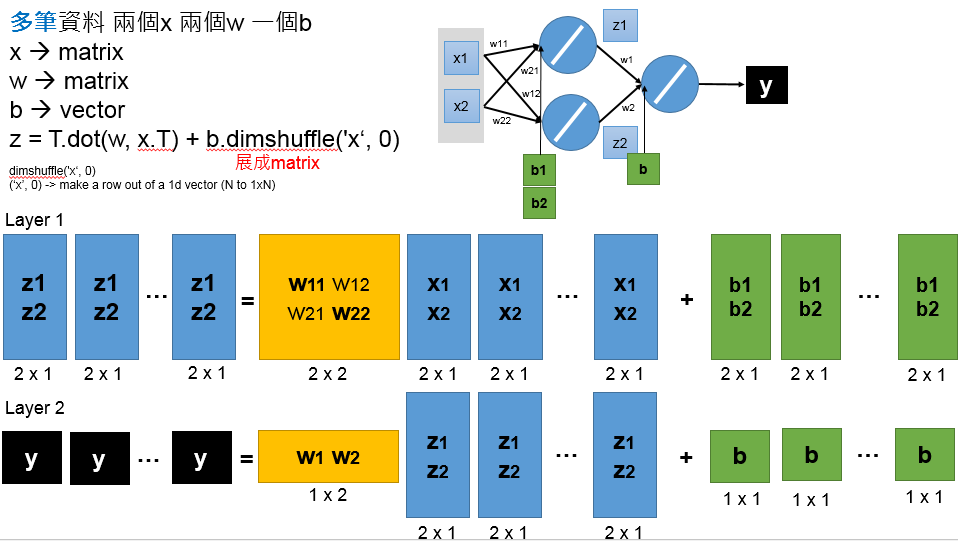 多筆資料 兩個x 兩個w 一個b
x → matrix
w → matrix
b → vector
z = T.dot(w, x.T) + b.dimshuffle('x‘, 0)
展成matrix
dimshuffle('x‘, 0)
(‘x’, 0) -> make a row out of a 1d vector (N to 1xN)
x1
x2
w11
w21
w12
w22
z1
z2
w1
w2
b1
b2
b
y
Layer 1
z1 z1 ... z1 = W11 W12 X1 X1 ... X1 + b1 b1 ... b1
z2 z2 z2 W21 W22 X2 X2 X2 b2 b2 b2
2 x 1 2 x 1 2 x 1 2 x 2 2 x 1 2 x 1 2 x 1 2 x 1 2 x 1 2 x 1
Layer 2
y y ... y = W1 W2 Z1 Z1 ... Z1 + b b ... b
Z2 Z2 Z2
1 x 2 1 x 1 1 x 1 1 x 1
2 x 1 2 x 1 2 x 1